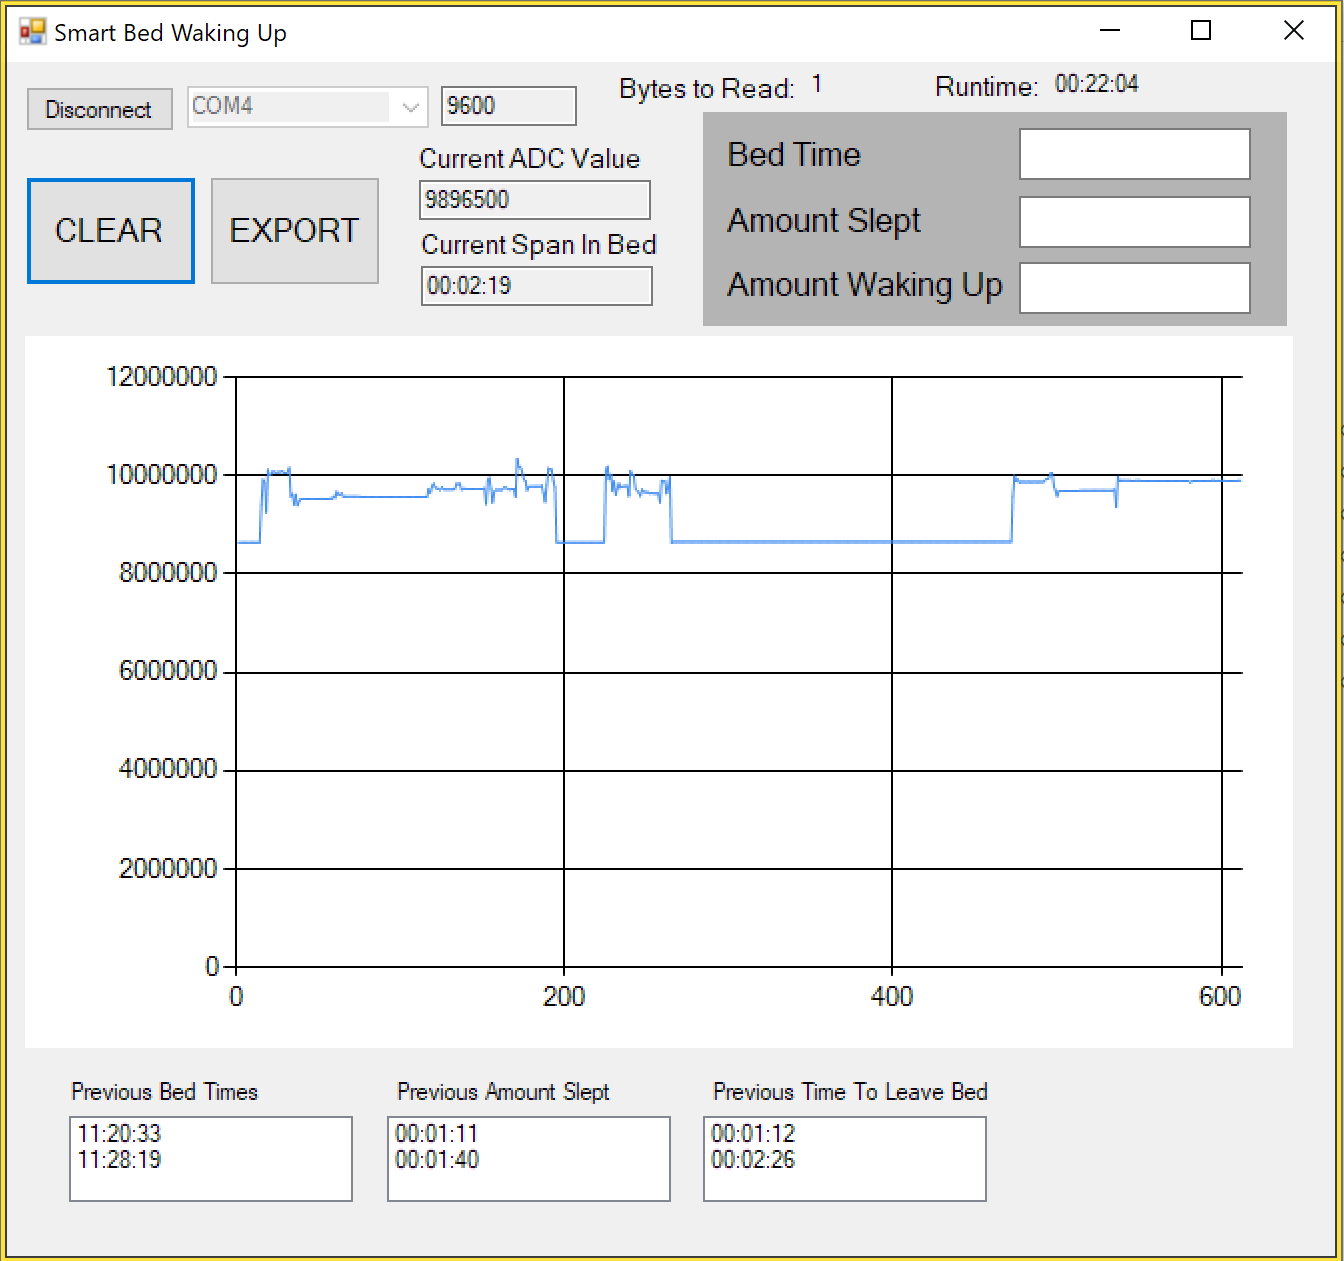 Smart Bed Waking Up
Disconnect COM4 9600 Bytes to Read: 1 Runtime: 00:22:04
CLEAR
EXPORT
Current ADC Value
9896500
Current Span In Bed
00:02:19
Bed Time
Amount Slept
Amount Waking Up
12000000
10000000
8000000
6000000
4000000
2000000
0
0 200 400 600
Previous Bed Times
11:20:33
11:28:19
Previous Amount Slept
00:01:11
00:01:40
Previous Time To Leave Bed
00:01:12
00:02:26